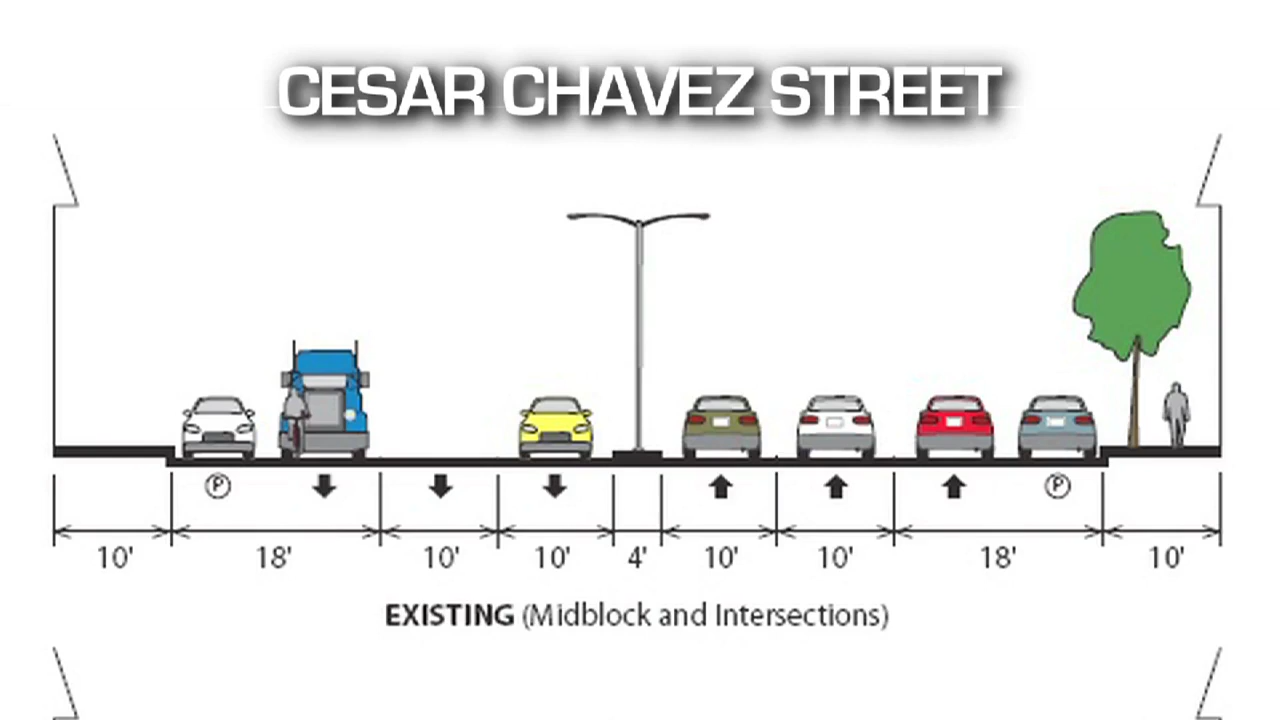 CESAR CHAVEZ STREET
P P
10' 18' 10' 10' 4' 10' 10' 18' 10'
EXISTING (Midblock and Intersections)